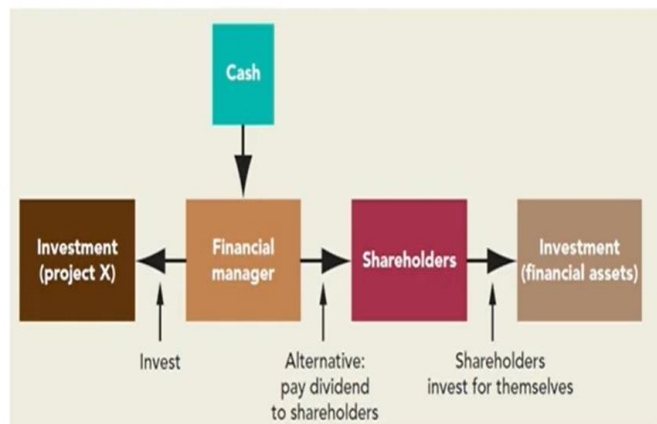 Cash
Investment
(project X)
Financial
manager
Shareholders
Investment
(financial assets)
Invest
Alternative:
pay dividend
to shareholders
Shareholders
invest for themselves